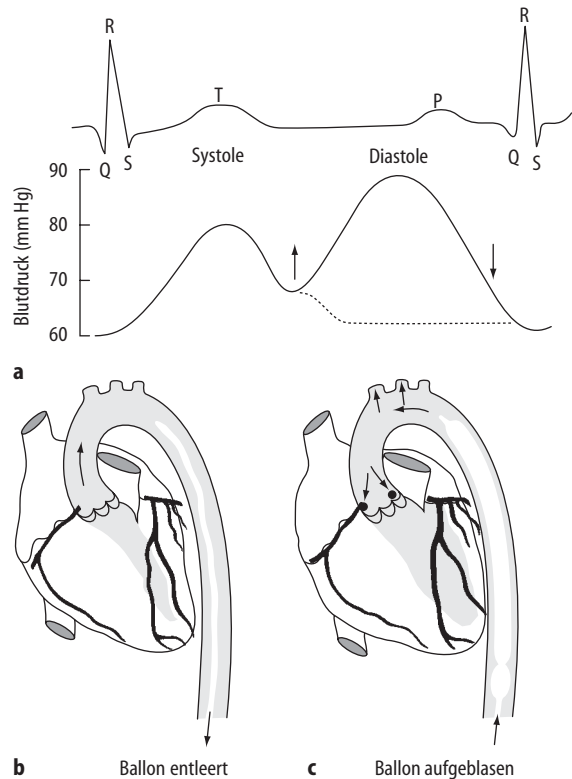 R
R
T
P
Q
S
Systole
Diastole
Q
S
Blutdruck (mm Hg)
90
80
70
60
a
b
Ballon entleert
c
Ballon aufgeblasen